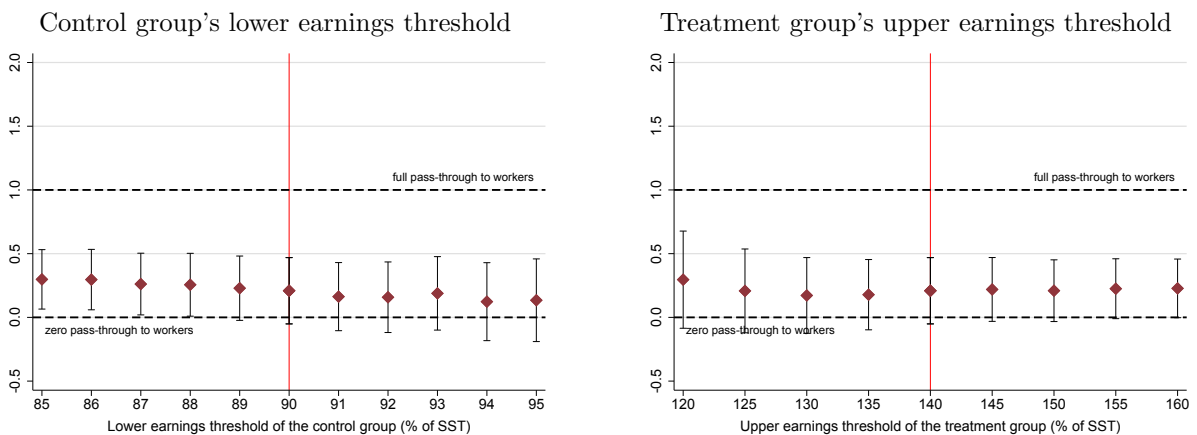 Control group's lower earnings threshold
2.0
1.5
1.0
0.5
0.0
-0.5
full pass-through to workers
zero pass-through to workers
85 86 87 88 89 90 91 92 93 94 95
Lower earnings threshold of the control group (% of SST)
Treatment group's upper earnings threshold
2.0
1.5
1.0
0.5
0.0
-0.5
full pass-through to workers
zero pass-through to workers
120 125 130 135 140 145 150 155 160
Upper earnings threshold of the treatment group (% of SST)